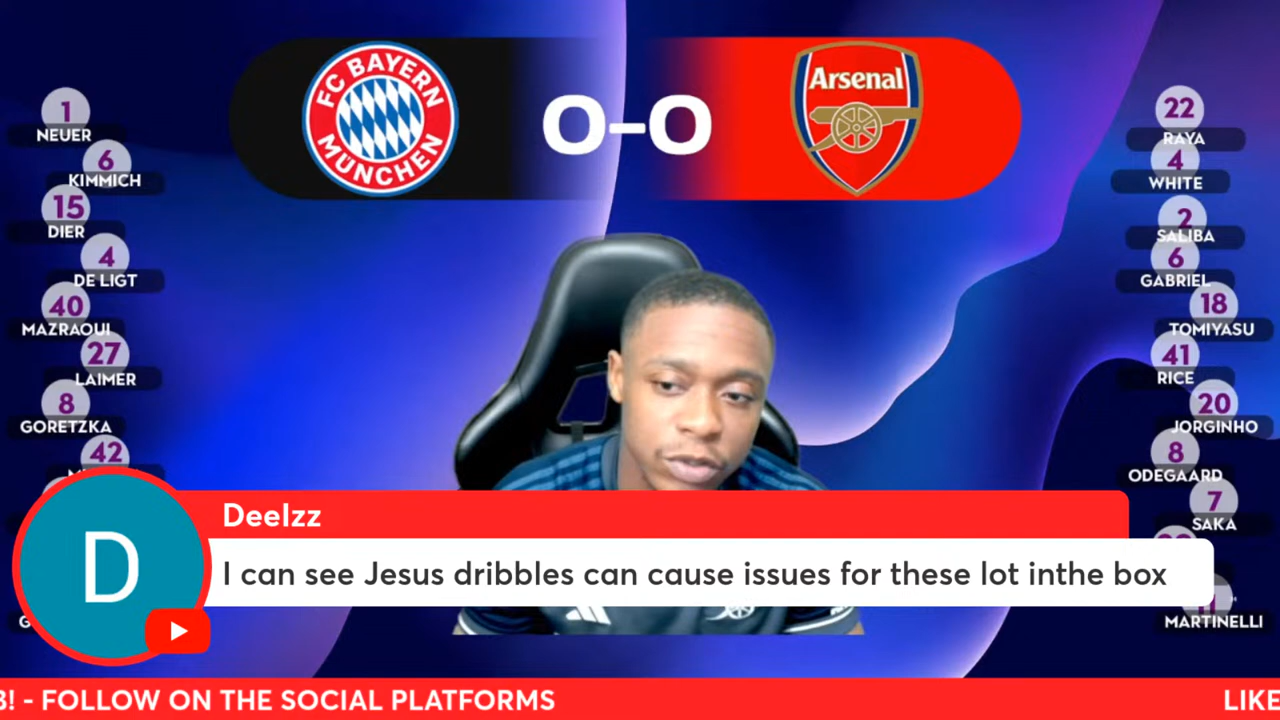 FC BAYERN
MÜNCHEN
0-0
Arsenal
1
NEUER
6
KIMMICH
15
DIER
4
DE LIGT
40
MAZRAOUI
27
LAIMER
8
GORETZKA
42
22
RAYA
4
WHITE
2
SALIBA
6
GABRIEL
18
TOMIYASU
41
RICE
20
JORGINHO
8
ODEGAARD
7
SAKA
11
MARTINELLI
D
Deelzz
I can see Jesus dribbles can cause issues for these lot inthe box
! - FOLLOW ON THE SOCIAL PLATFORMS
LIKE